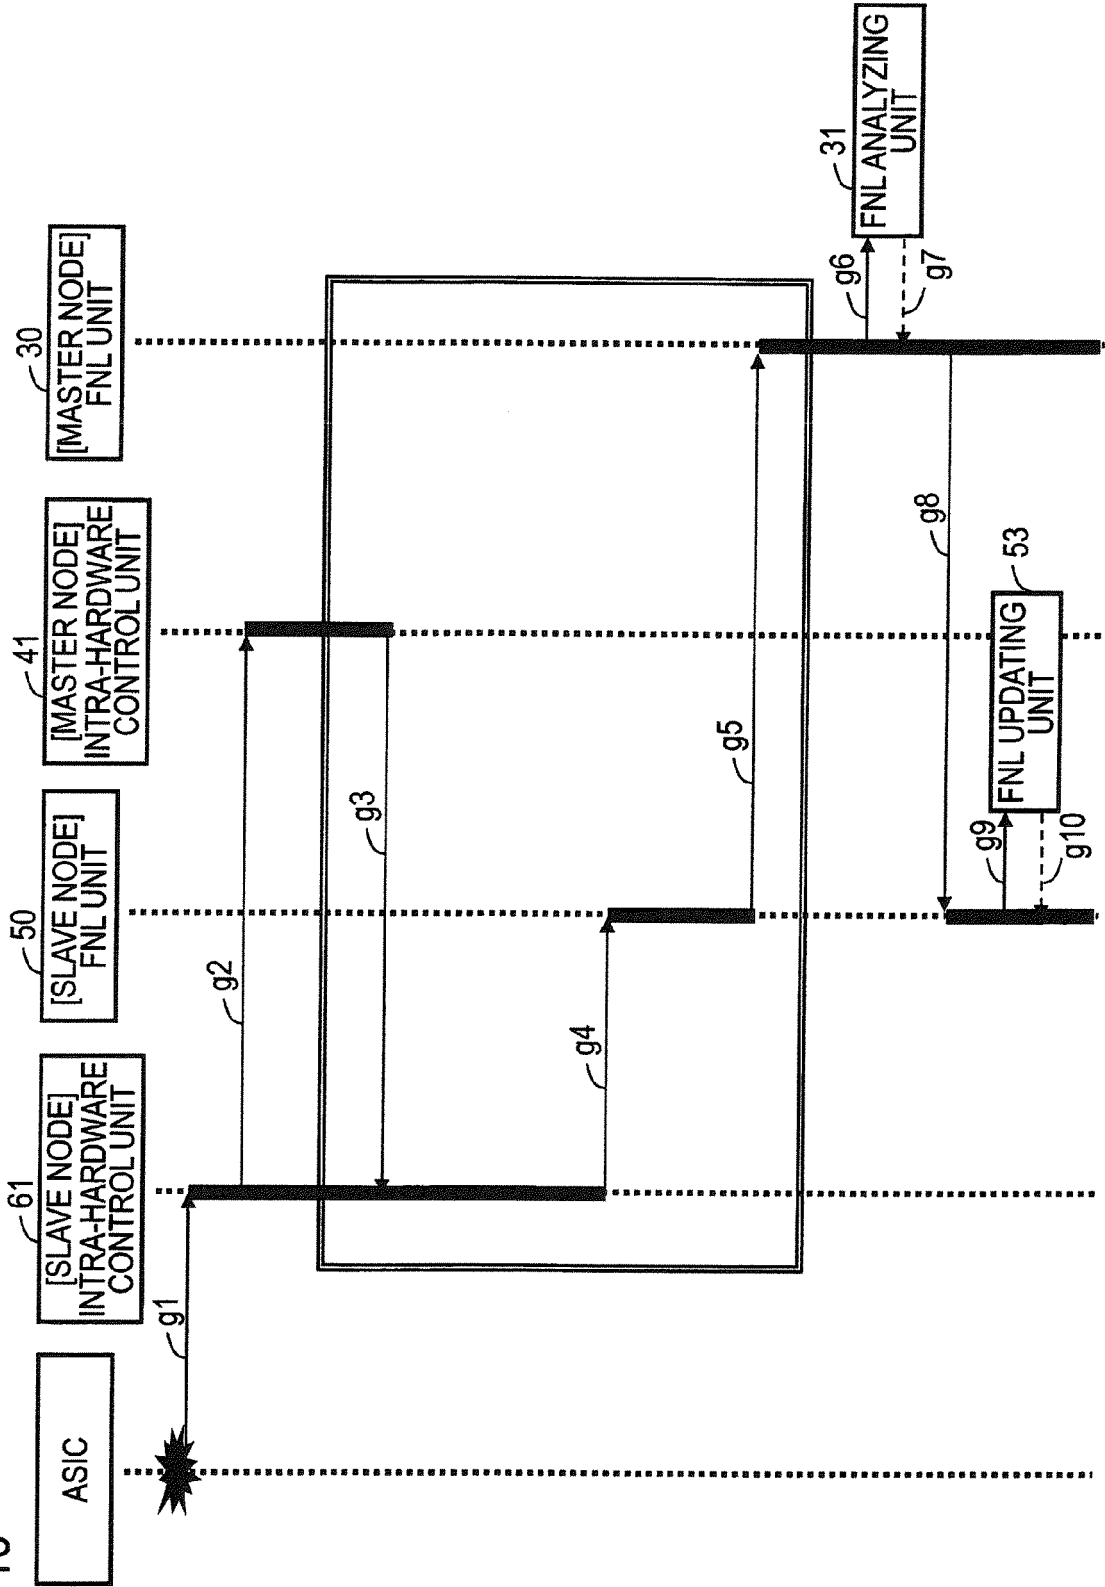 ASIC
61
[SLAVE NODE]
INTRA-HARDWARE
CONTROL UNIT
50
[SLAVE NODE]
FNL UNIT
41
[MASTER NODE]
INTRA-HARDWARE
CONTROL UNIT
30
[MASTER NODE]
FNL UNIT
g1
g2
g3
g4
g5
g6
31
FNL ANALYZING
UNIT
g7
g8
g9
53
FNL UPDATING
UNIT
g10